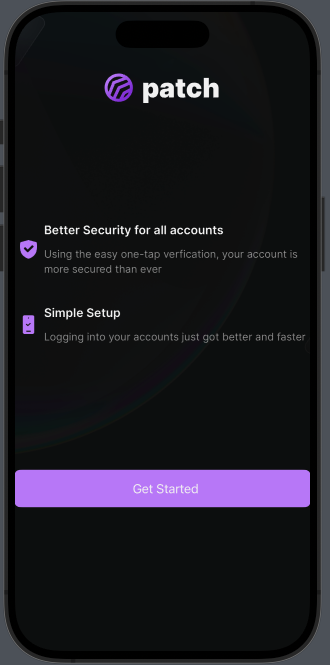 patch
Better Security for all accounts
Using the easy one-tap verfication, your account is
more secured than ever
Simple Setup
Logging into your accounts just got better and faster
Get Started